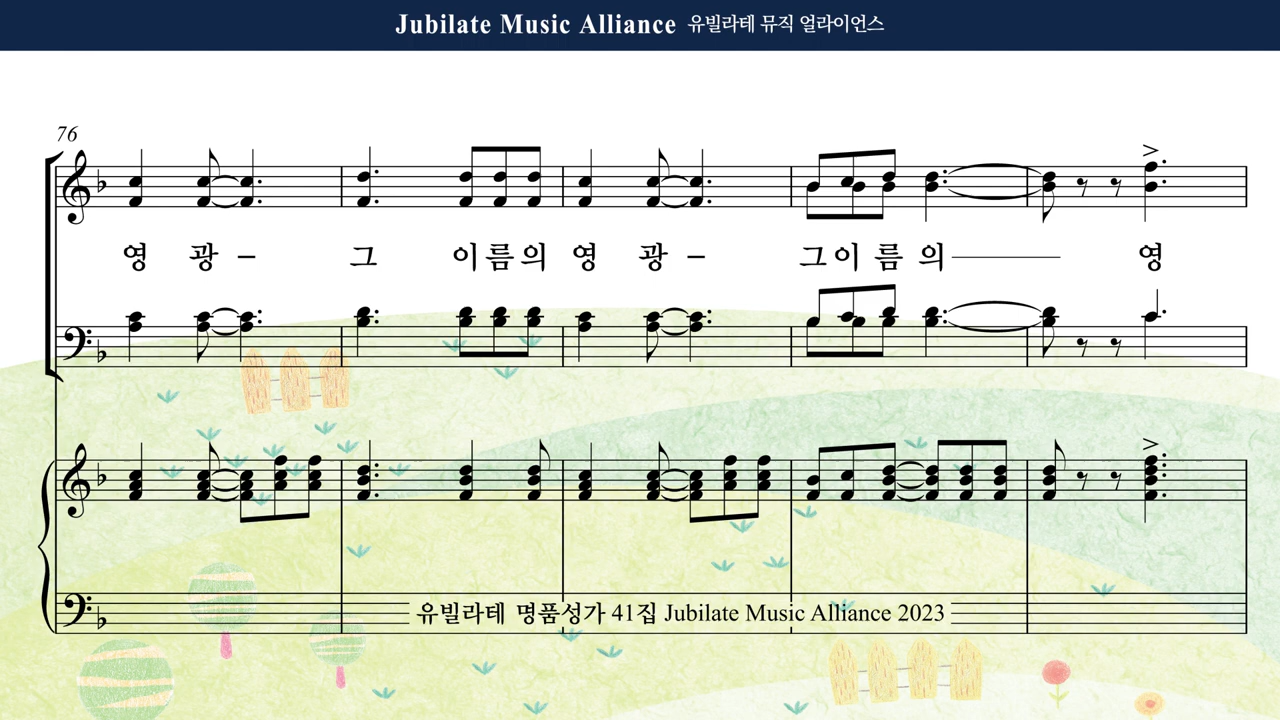 Jubilate Music Alliance 유빌라테 뮤직 얼라이언스
76
영 광 - 그 이름의 영 광 - 그이 름 의 영
유빌라테 명품성가 41집 Jubilate Music Alliance 2023